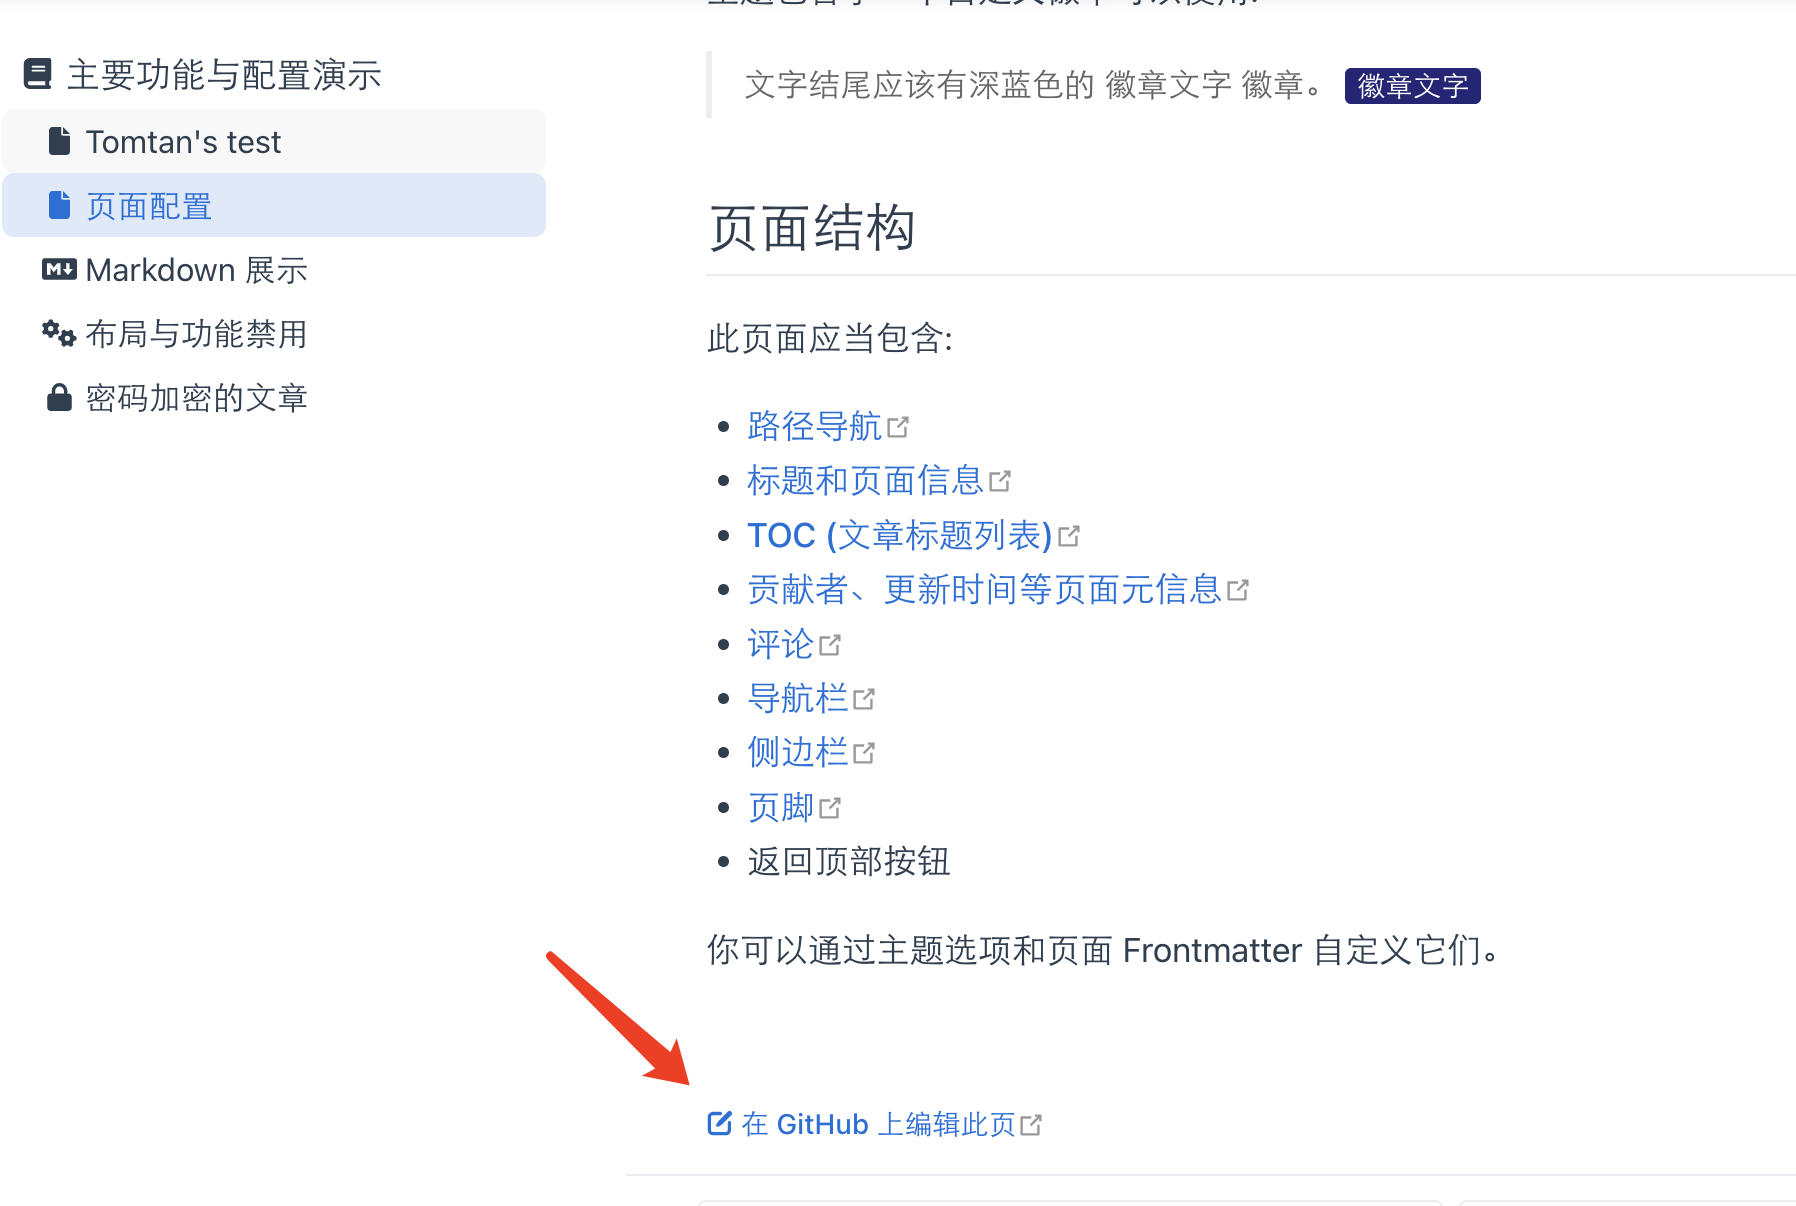 主要功能与配置演示
Tomtan's test
页面配置
Markdown 展示
布局与功能禁用
密码加密的文章
文字结尾应该有深蓝色的 徽章文字 徽章。 徽章文字
页面结构
此页面应当包含:
路径导航
标题和页面信息
TOC (文章标题列表)
贡献者、更新时间等页面元信息
评论
导航栏
侧边栏
页脚
返回顶部按钮
你可以通过主题选项和页面 Frontmatter 自定义它们。
在 GitHub 上编辑此页